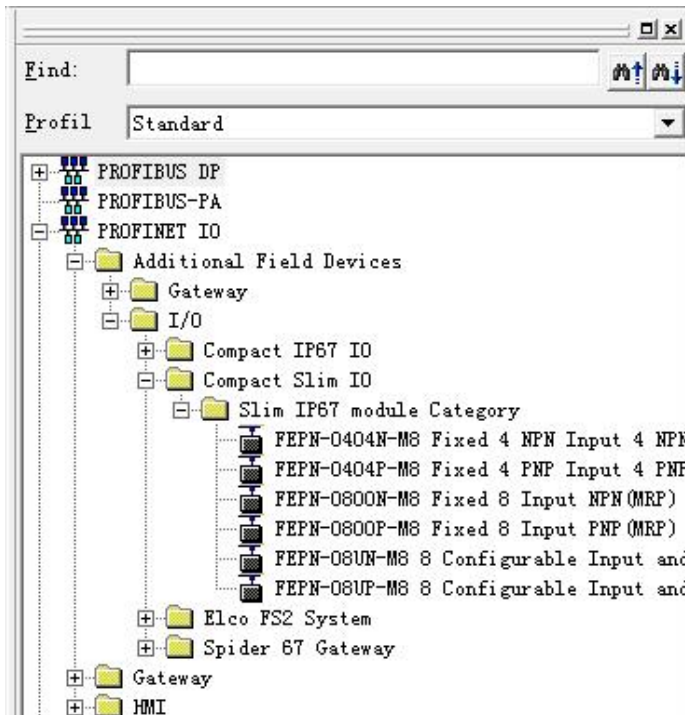 Find:
Profil Standard
PROFIBUS DP
PROFIBUS-PA
PROFINET IO
Additional Field Devices
Gateway
I/O
Compact IP67 IO
Compact Slim IO
Slim IP67 module Category
FEPN-0404N-M8 Fixed 4 NPN Input 4 NPN
FEPN-0404P-M8 Fixed 4 PNP Input 4 PNP
FEPN-0800N-M8 Fixed 8 Input NPN(MRP)
FEPN-0800P-M8 Fixed 8 Input PNP(MRP)
FEPN-08UN-M8 8 Configurable Input and
FEPN-08UP-M8 8 Configurable Input and
Elco FS2 System
Spider 67 Gateway
Gateway
HMI